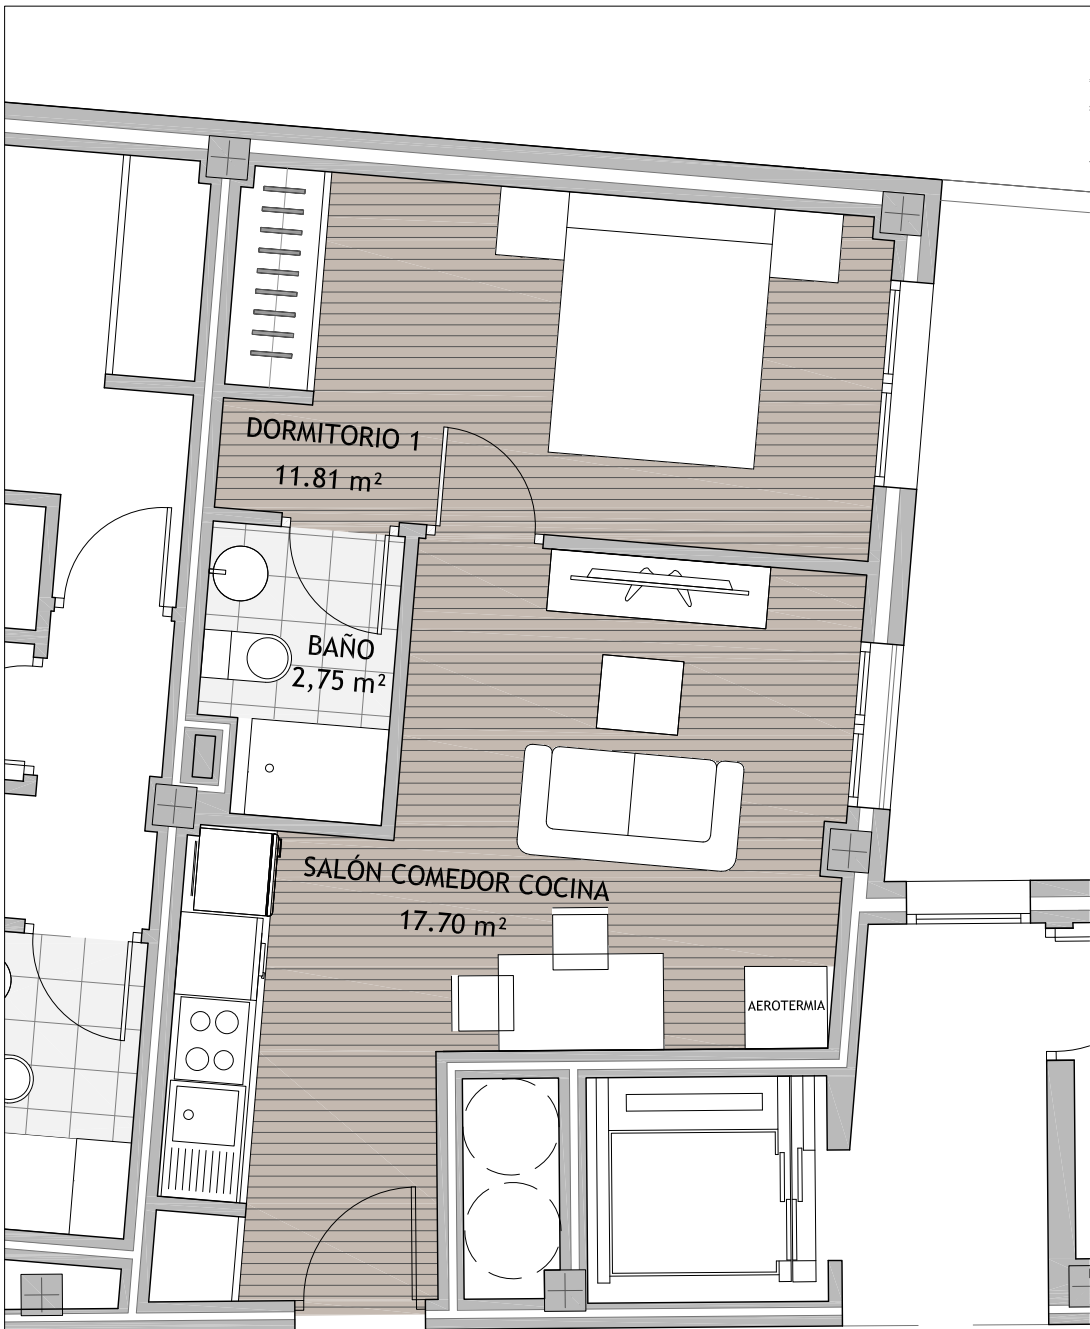 DORMITORIO 1
11.81 m²
BAÑO
2,75 m²
SALÓN COMEDOR COCINA
17.70 m²
AEROTERMIA